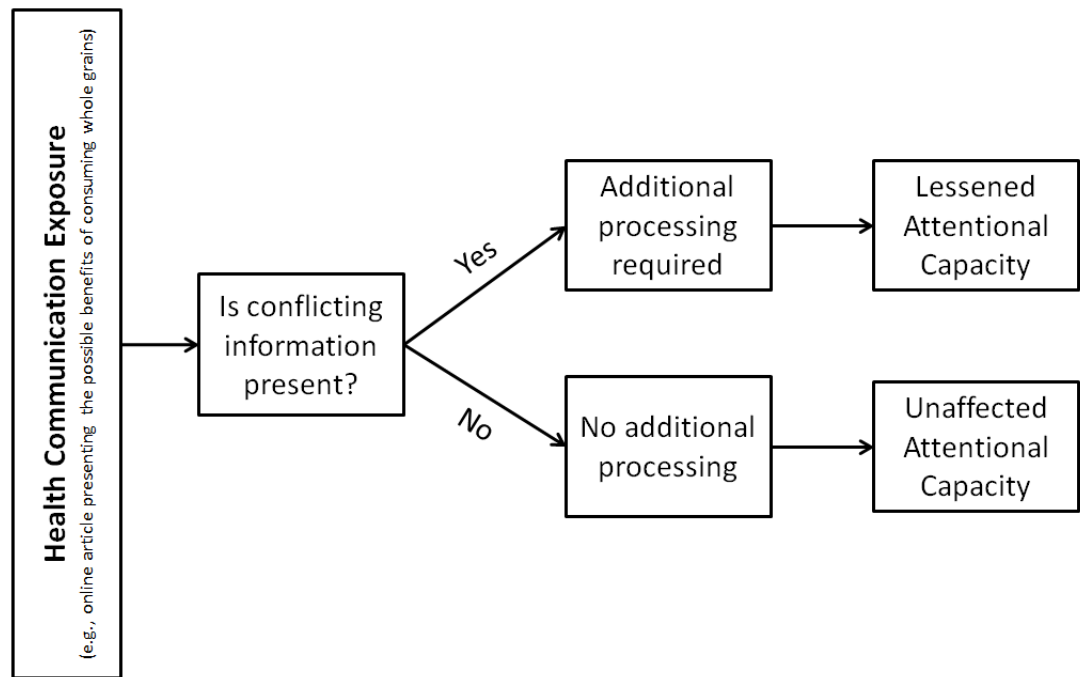 Health Communication Exposure
(e.g., online article presenting the possible benefits of consuming whole grains)
Is conflicting
information
present?
Yes
No
Additional
processing
required
Lessened
Attentional
Capacity
No additional
processing
Unaffected
Attentional
Capacity